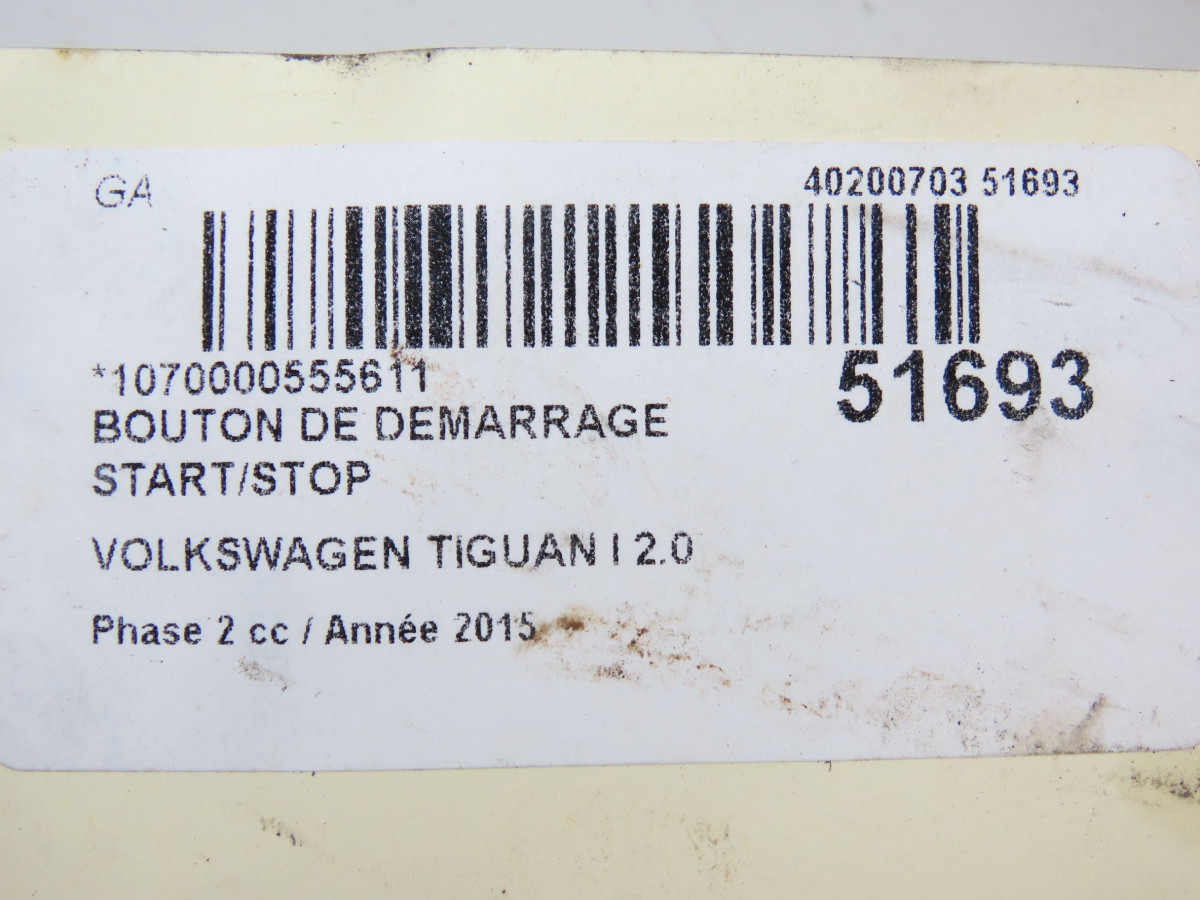 GA
40200703 51693
*1070000555611
51693
BOUTON DE DEMARRAGE
START/STOP
VOLKSWAGEN TIGUAN I 2.0
Phase 2 cc / Année 2015